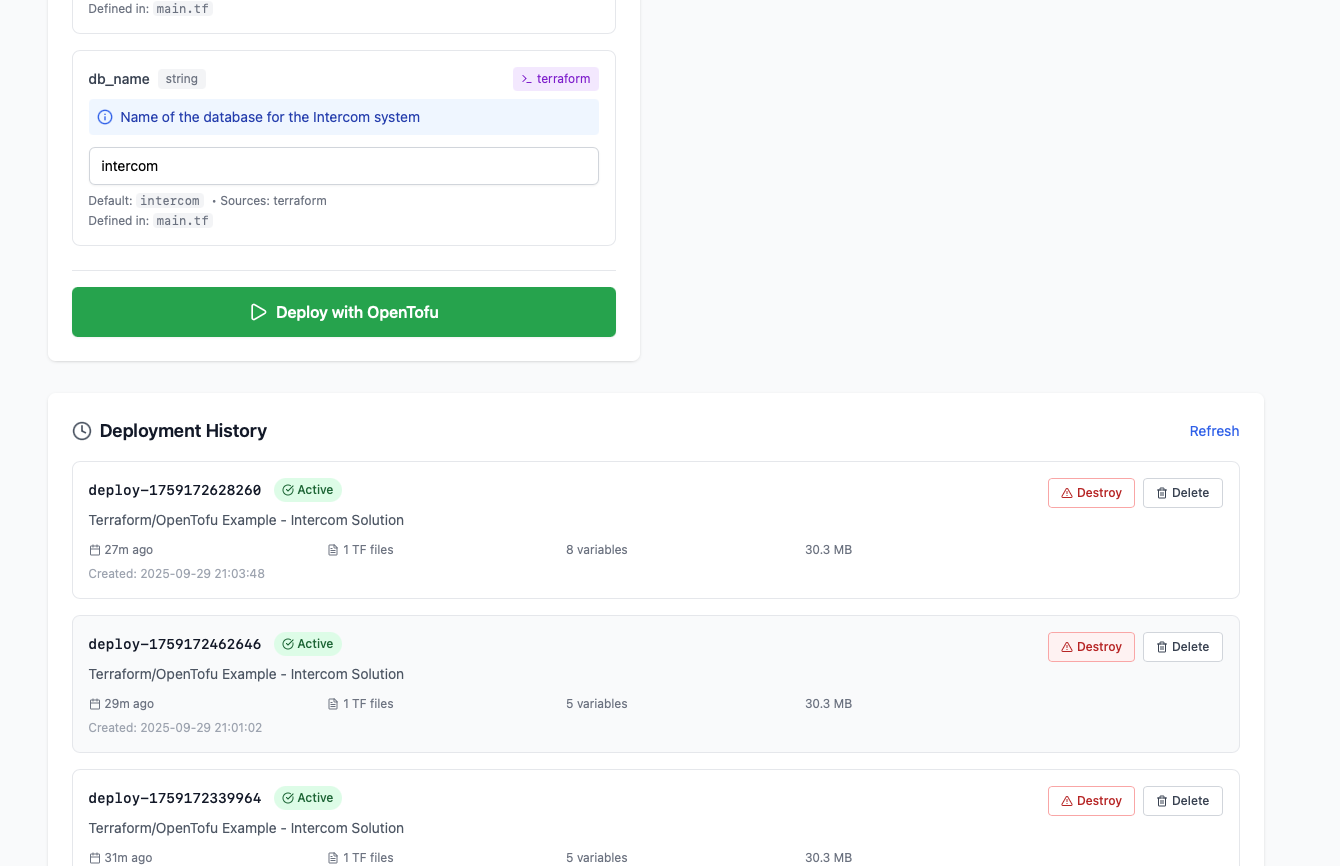 Defined in: main.tf
db_name string >_ terraform
Name of the database for the Intercom system
intercom
Default: intercom • Sources: terraform
Defined in: main.tf
Deploy with OpenTofu
Deployment History Refresh
deploy-1759172628260 Active Destroy Delete
Terraform/OpenTofu Example - Intercom Solution
27m ago 1 TF files 8 variables 30.3 MB
Created: 2025-09-29 21:03:48
deploy-1759172462646 Active Destroy Delete
Terraform/OpenTofu Example - Intercom Solution
29m ago 1 TF files 5 variables 30.3 MB
Created: 2025-09-29 21:01:02
deploy-1759172339964 Active Destroy Delete
Terraform/OpenTofu Example - Intercom Solution
31m ago 1 TF files 5 variables 30.3 MB